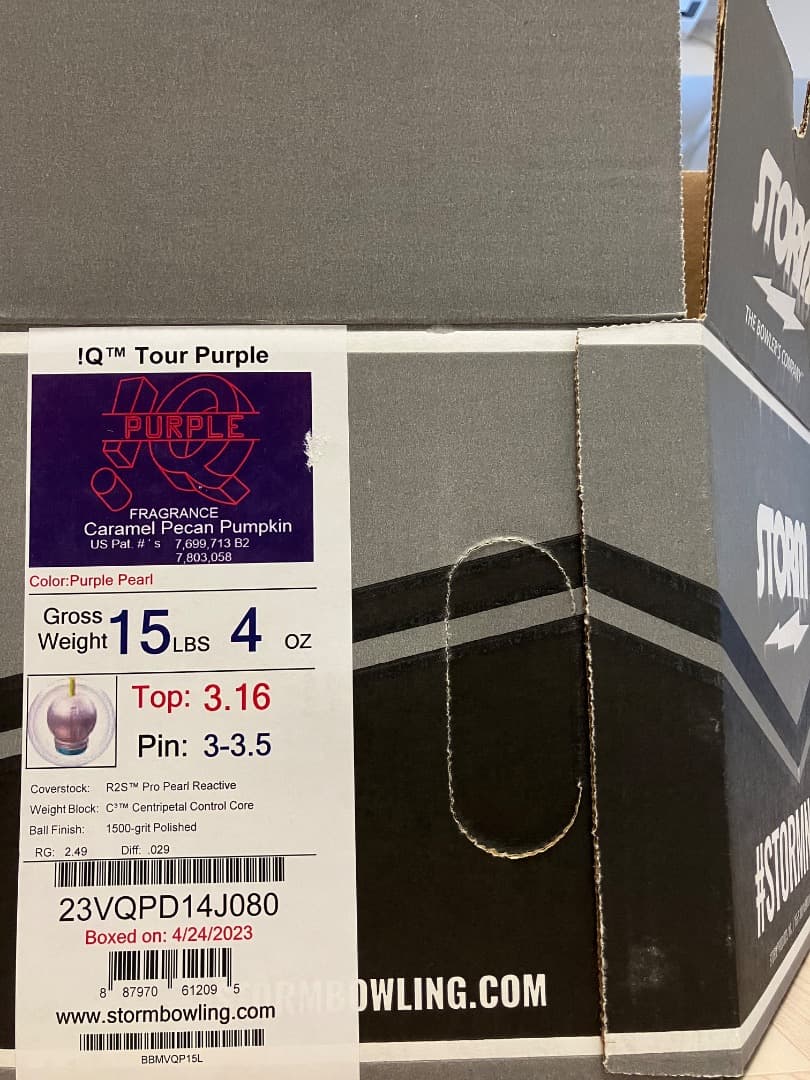 !Q™ Tour Purple
!Q
PURPLE
FRAGRANCE
Caramel Pecan Pumpkin
US Pat. #'s 7,699,713 B2
7,803,058
Color:Purple Pearl
Gross Weight 15 LBS 4 OZ
Top: 3.16
Pin: 3-3.5
Coverstock: R2S™ Pro Pearl Reactive
Weight Block: C³™ Centripetal Control Core
Ball Finish: 1500-grit Polished
RG: 2.49 Diff: .029
23VQPD14J080
Boxed on: 4/24/2023
8 87970 61209 5
www.stormbowling.com
BBMVQP15L
STORMBOWLING.COM
STORM
THE BOWLER'S COMPANY™
STORM